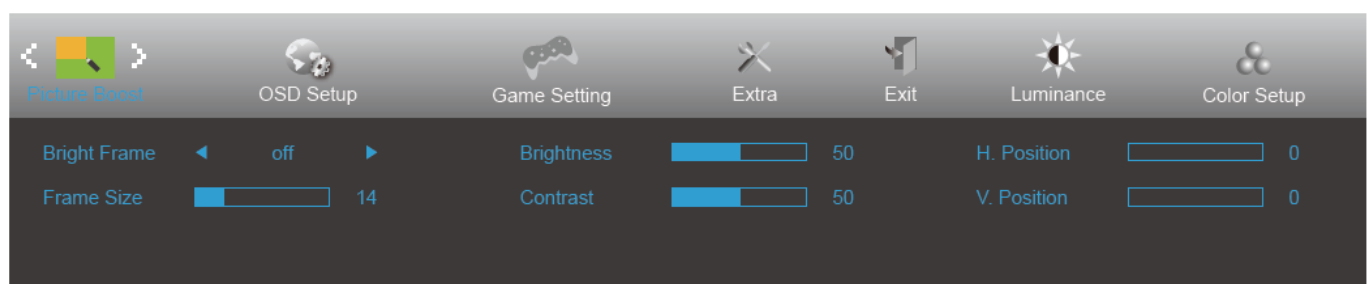 Picture Boost OSD Setup Game Setting Extra Exit Luminance Color Setup
Bright Frame off Brightness 50 H. Position 0
Frame Size 14 Contrast 50 V. Position 0